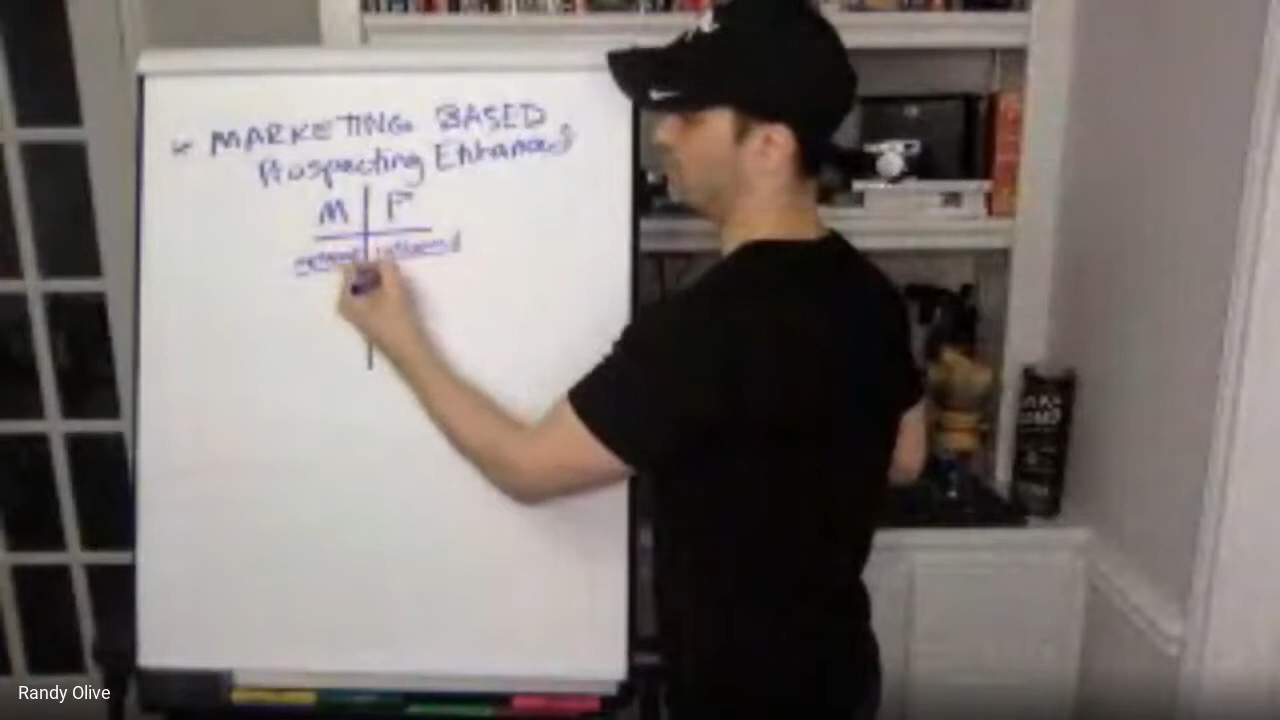 * MARKETING BASED
Prospecting Enhanced
M | P
Randy Olive